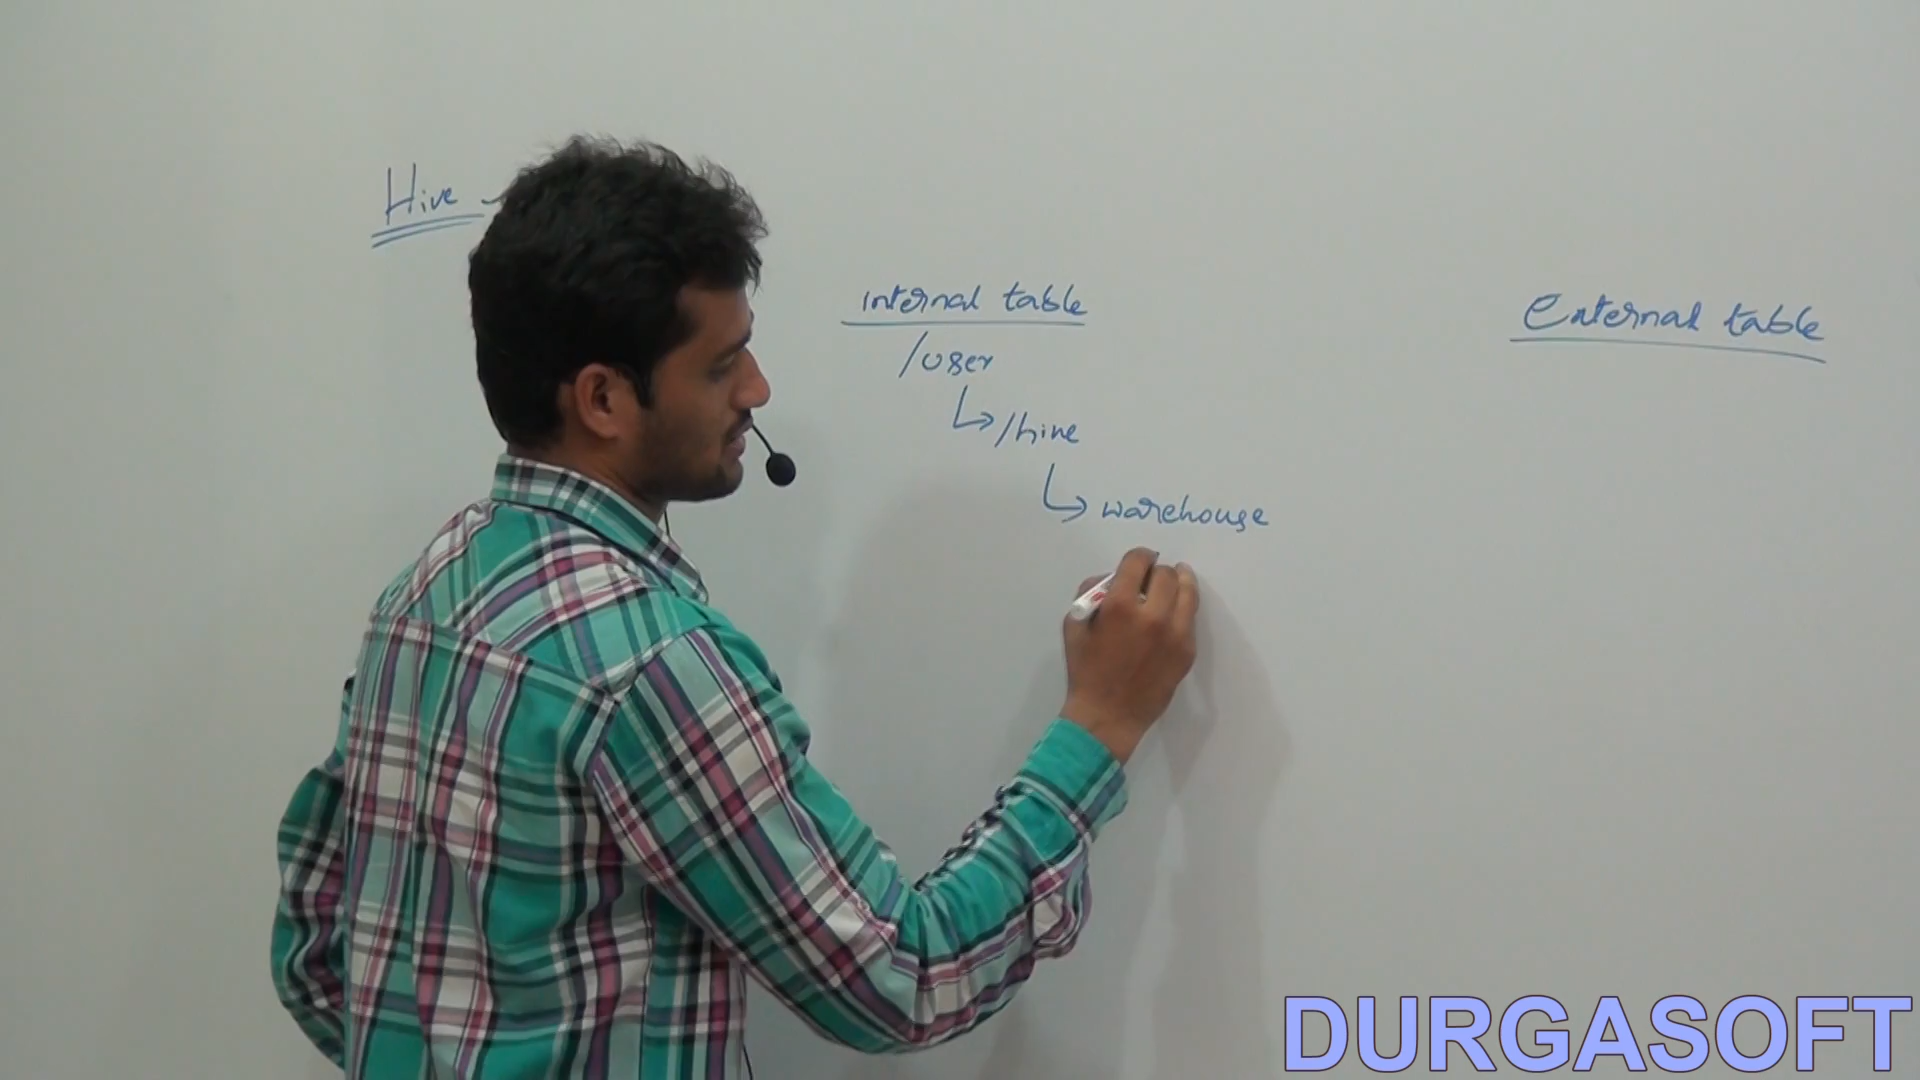 Hive
internal table
/user
/hive
warehouse
External table
DURGASOFT